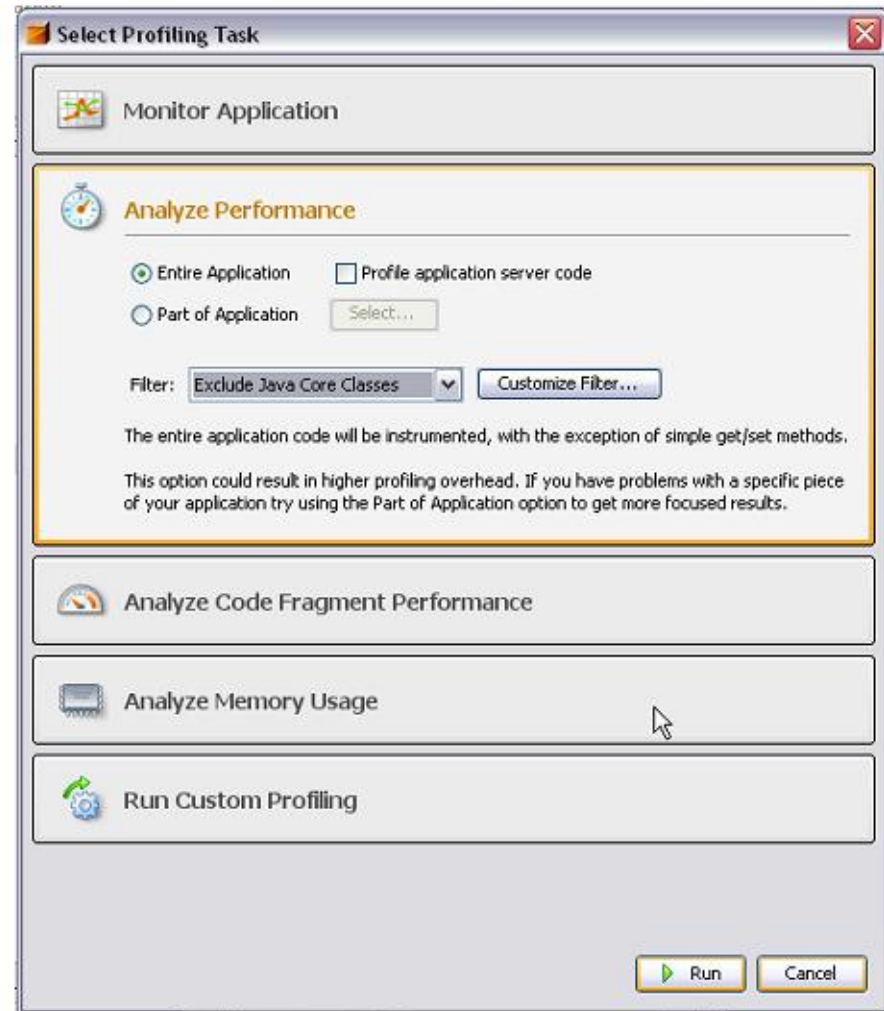 Select Profiling Task
Monitor Application
Analyze Performance
Entire Application Profile application server code
Part of Application Select...
Filter: Exclude Java Core Classes Customize Filter...
The entire application code will be instrumented, with the exception of simple get/set methods.
This option could result in higher profiling overhead. If you have problems with a specific piece
of your application try using the Part of Application option to get more focused results.
Analyze Code Fragment Performance
Analyze Memory Usage
Run Custom Profiling
Run Cancel